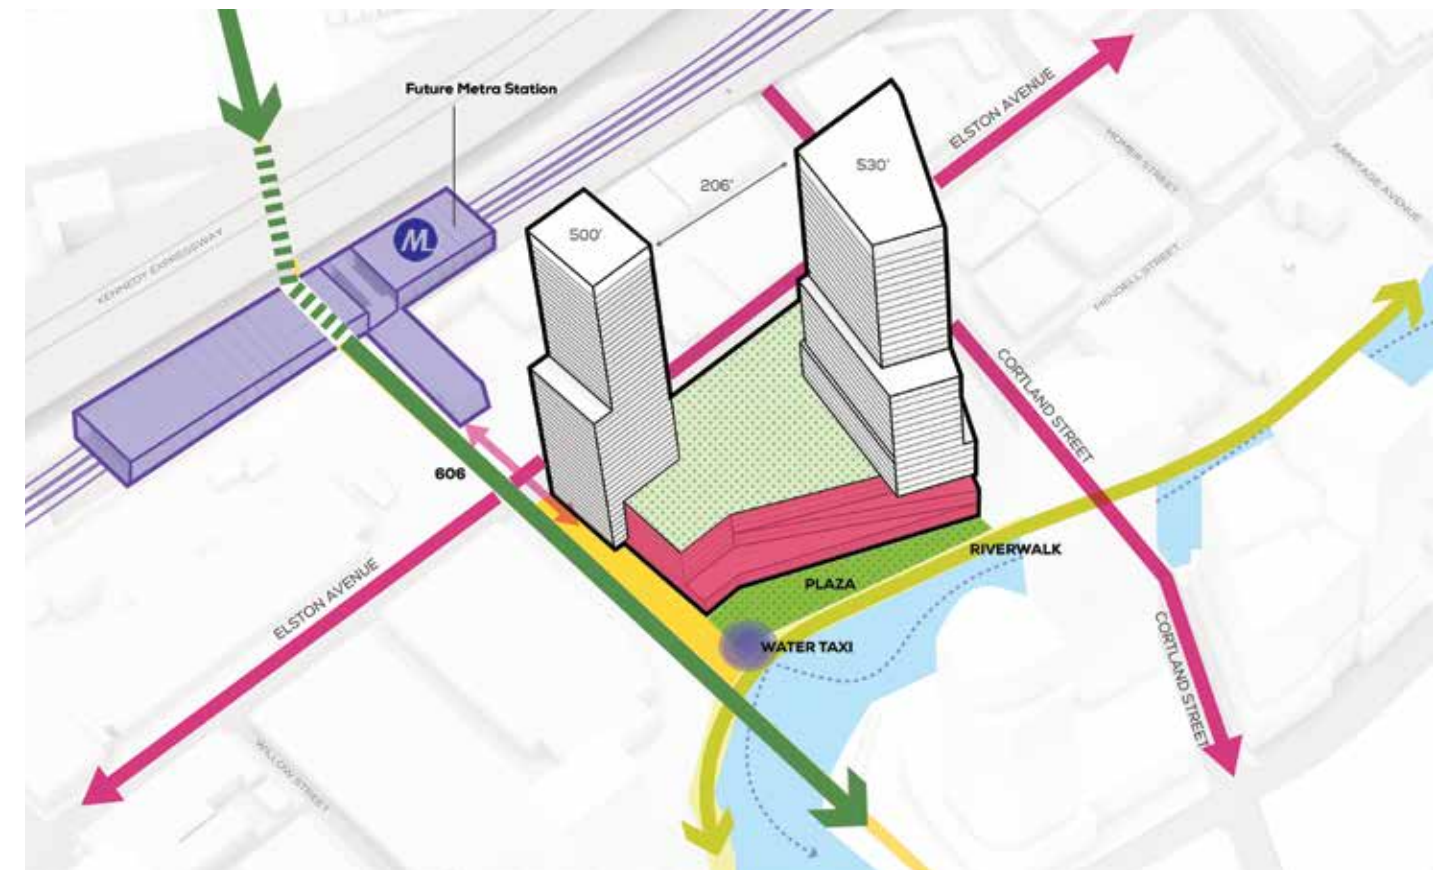 Future Metra Station
ELSTON AVENUE
HOMER STREET
ARMITAGE AVENUE
530'
206'
500'
M
KENNEDY EXPRESSWAY
MENDELL STREET
CORTLAND STREET
606
RIVERWALK
PLAZA
ELSTON AVENUE
WATER TAXI
CORTLAND STREET
WILLOW STREET